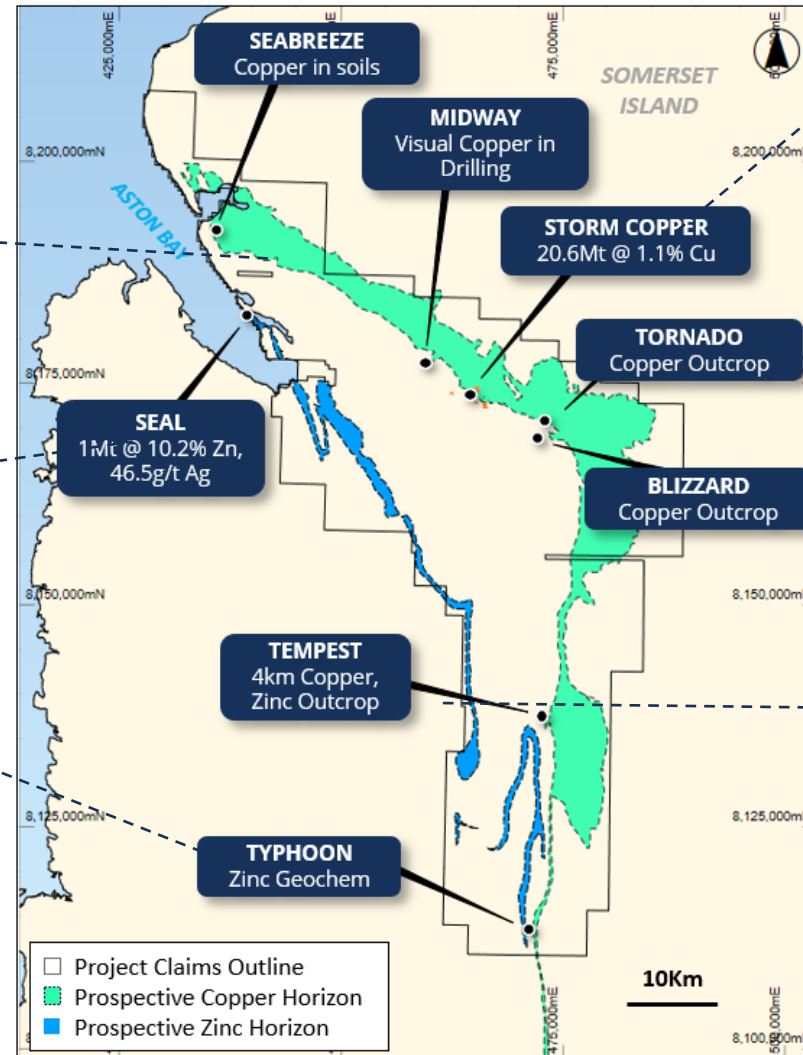 425,000mE
475,000mE
SEABREEZE
Copper in soils
SOMERSET
ISLAND
MIDWAY
Visual Copper in
Drilling
8,200,000mN
8,200,000mN
ASTON BAY
STORM COPPER
20.6Mt @ 1.1% Cu
TORNADO
Copper Outcrop
8,175,000mN
SEAL
1Mt @ 10.2% Zn,
46.5g/t Ag
BLIZZARD
Copper Outcrop
8,150,000mN
8,150,000mN
TEMPEST
4km Copper,
Zinc Outcrop
8,125,000mN
8,125,000mN
TYPHOON
Zinc Geochem
Project Claims Outline
Prospective Copper Horizon
Prospective Zinc Horizon
10Km
475,000mE
8,100,000mN